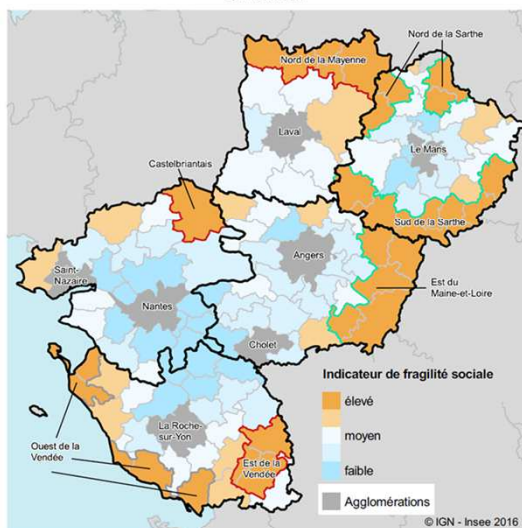 Nord de la Mayenne
Nord de la Sarthe
Laval
Le Mans
Castelbriantais
Sud de la Sarthe
Angers
Saint-
Nazaire
Est du
Maine-et-Loire
Nantes
Cholet
Indicateur de fragilité sociale
élevé
moyen
faible
Agglomérations
La Roche-
sur-Yon
Ouest de la
Vendée
Est de la
Vendée
© IGN - Insee 2016